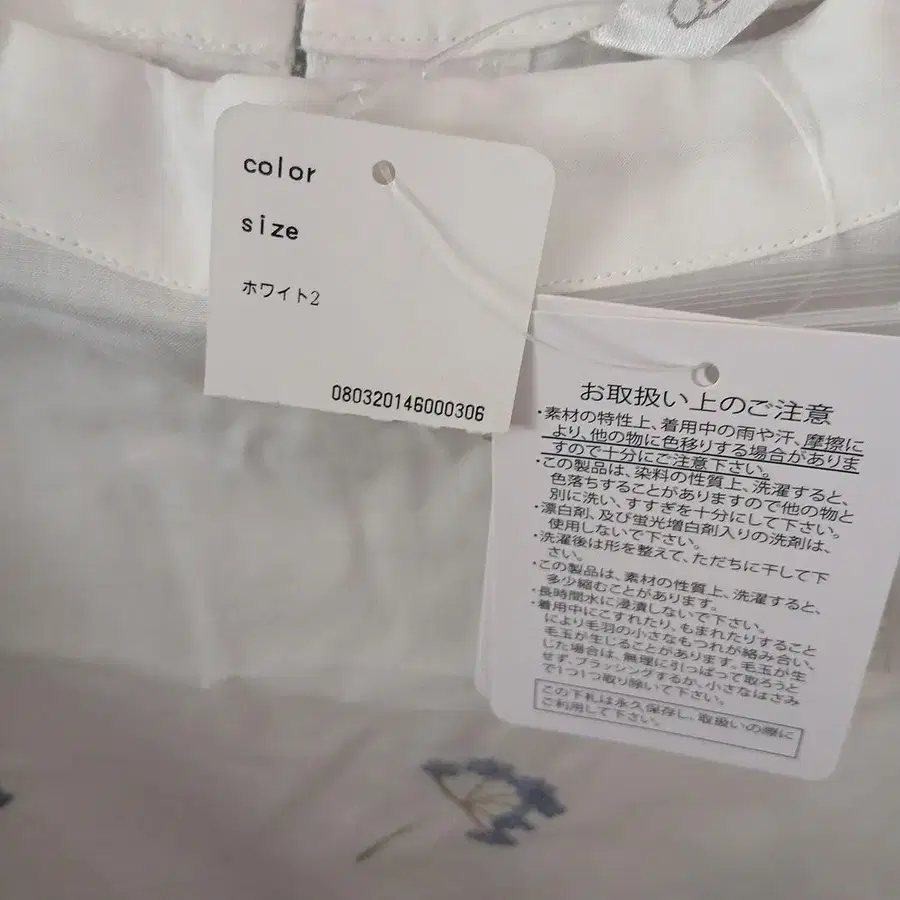 color
size
ホワイト2
080320146000306
お取扱い上のご注意
・素材の特性上、着用中の雨や汗、摩擦に
より、他の物に色移りする場合がありま
すので十分にご注意下さい。
・この製品は、染料の性質上、洗濯すると、
色落ちすることがありますので他の物と
別に洗い、すすぎを十分にして下さい。
・漂白剤、及び蛍光増白剤入りの洗剤は、
使用しないで下さい。
・洗濯後は形を整えて、ただちに干して下
さい。
・この製品は、素材の性質上、洗濯すると、
多少縮むことがあります。
・長時間水に浸漬しないで下さい。
・着用中にこすれたり、もまれたりすること
により毛羽の小さなもつれが絡み合い、
毛玉が生じることがあります。毛玉が生
じた場合は、無理に引っぱって取ろうと
せず、ブラッシングするか、小さなはさみ
で1つ1つ取り除いて下さい。
この下札は永久保存し、取扱いの際に
ご利用して下さい。